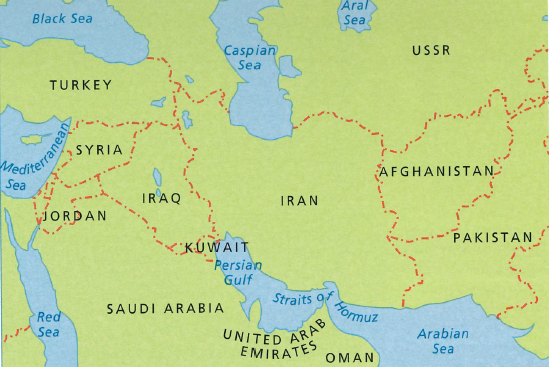 Black Sea
Aral
Sea
Caspian
Sea
USSR
TURKEY
Mediterranean
Sea
SYRIA
AFGHANISTAN
IRAQ
IRAN
JORDAN
KUWAIT
PAKISTAN
Persian
Gulf
Straits of Hormuz
SAUDI ARABIA
Red
Sea
UNITED ARAB
EMIRATES
Arabian
Sea
OMAN